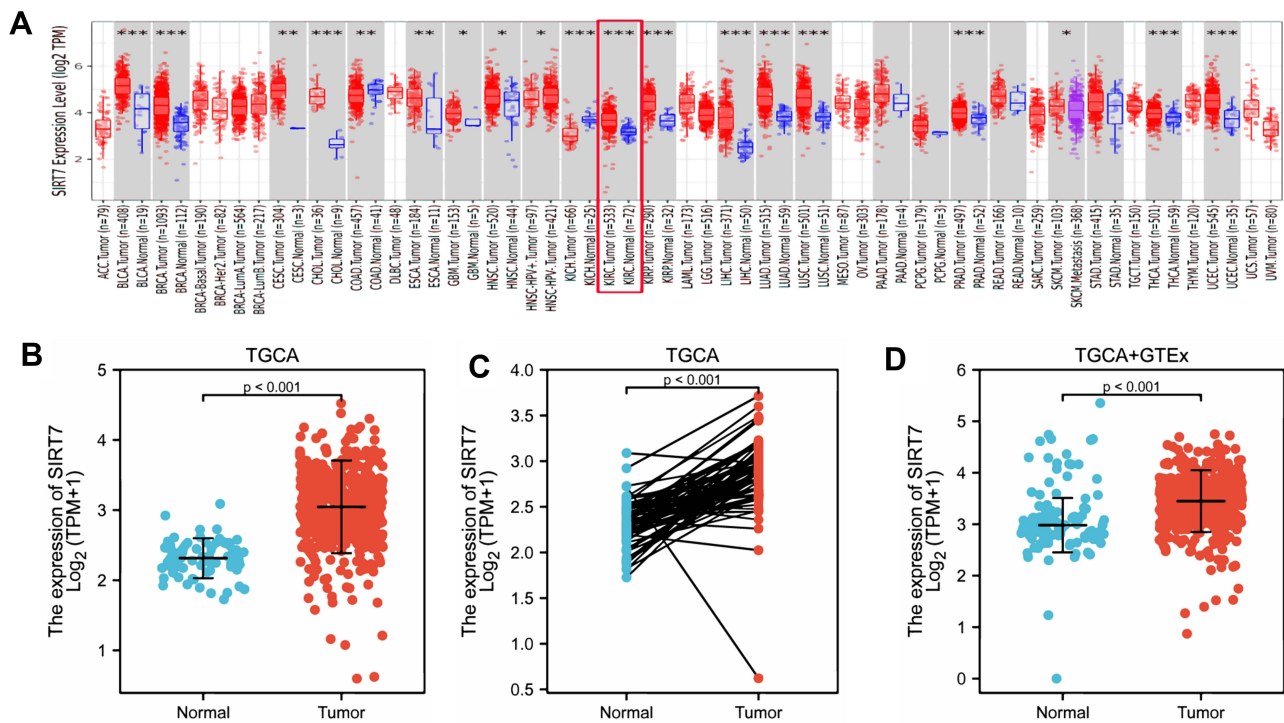 A
SIRT7 Expression Level (log2 TPM)
*** *** ** *** ** ** * * * *** *** *** *** *** *** *** * *** ***
6
4
2
ACC.Tumor (n=79)
BLCA.Tumor (n=408)
BLCA.Normal (n=19)
BRCA.Tumor (n=1093)
BRCA.Normal (n=112)
BRCA-Basal.Tumor (n=190)
BRCA-Her2.Tumor (n=82)
BRCA-LumA.Tumor (n=564)
BRCA-LumB.Tumor (n=217)
CESC.Tumor (n=304)
CESC.Normal (n=3)
CHOL.Tumor (n=36)
CHOL.Normal (n=9)
COAD.Tumor (n=457)
COAD.Normal (n=41)
DLBC.Tumor (n=48)
ESCA.Tumor (n=184)
ESCA.Normal (n=11)
GBM.Tumor (n=153)
GBM.Normal (n=5)
HNSC.Tumor (n=520)
HNSC.Normal (n=44)
HNSC-HPV+.Tumor (n=97)
HNSC-HPV-.Tumor (n=421)
KICH.Tumor (n=66)
KICH.Normal (n=25)
KIRC.Tumor (n=533)
KIRC.Normal (n=72)
KIRP.Tumor (n=290)
KIRP.Normal (n=32)
LAML.Tumor (n=173)
LGG.Tumor (n=516)
LIHC.Tumor (n=371)
LIHC.Normal (n=50)
LUAD.Tumor (n=515)
LUAD.Normal (n=59)
LUSC.Tumor (n=501)
LUSC.Normal (n=51)
MESO.Tumor (n=87)
OV.Tumor (n=303)
PAAD.Tumor (n=178)
PAAD.Normal (n=4)
PCPG.Tumor (n=179)
PCPG.Normal (n=3)
PRAD.Tumor (n=497)
PRAD.Normal (n=52)
READ.Tumor (n=166)
READ.Normal (n=10)
SARC.Tumor (n=259)
SKCM.Tumor (n=103)
SKCM.Metastasis (n=368)
STAD.Tumor (n=415)
STAD.Normal (n=35)
TGCT.Tumor (n=150)
THCA.Tumor (n=501)
THCA.Normal (n=59)
THYM.Tumor (n=120)
UCEC.Tumor (n=545)
UCEC.Normal (n=35)
UCS.Tumor (n=57)
UVM.Tumor (n=80)
B
TGCA
p < 0.001
The expression of SIRT7
Log2 (TPM+1)
5
4
3
2
1
Normal Tumor
C
TGCA
p < 0.001
The expression of SIRT7
Log2 (TPM+1)
4.0
3.5
3.0
2.5
2.0
1.5
1.0
0.5
Normal Tumor
D
TGCA+GTEx
p < 0.001
The expression of SIRT7
Log2 (TPM+1)
6
5
4
3
2
1
0
Normal Tumor